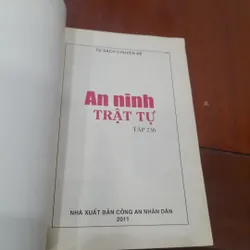 TỦ SÁCH CHUYÊN ĐỀ
An ninh
TRẬT TỰ
TẬP 236
NHÀ XUẤT BẢN CÔNG AN NHÂN DÂN
2011